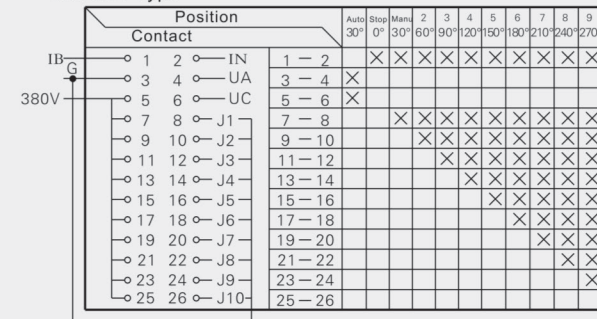 Position
Contact
Auto Stop Manu 2 3 4 5 6 7 8 9
30° 0° 30° 60° 90° 120° 150° 180° 210° 240° 270
IB 1 2 IN 1 — 2 X X X X X X X X X X
G 3 4 UA 3 — 4 X
380V 5 6 UC 5 — 6 X
7 8 J1 7 — 8 X X X X X X X X X
9 10 J2 9 — 10 X X X X X X X X
11 12 J3 11 — 12 X X X X X X X
13 14 J4 13 — 14 X X X X X X
15 16 J5 15 — 16 X X X X X
17 18 J6 17 — 18 X X X X
19 20 J7 19 — 20 X X X
21 22 J8 21 — 22 X X
23 24 J9 23 — 24 X
25 26 J10 25 — 26